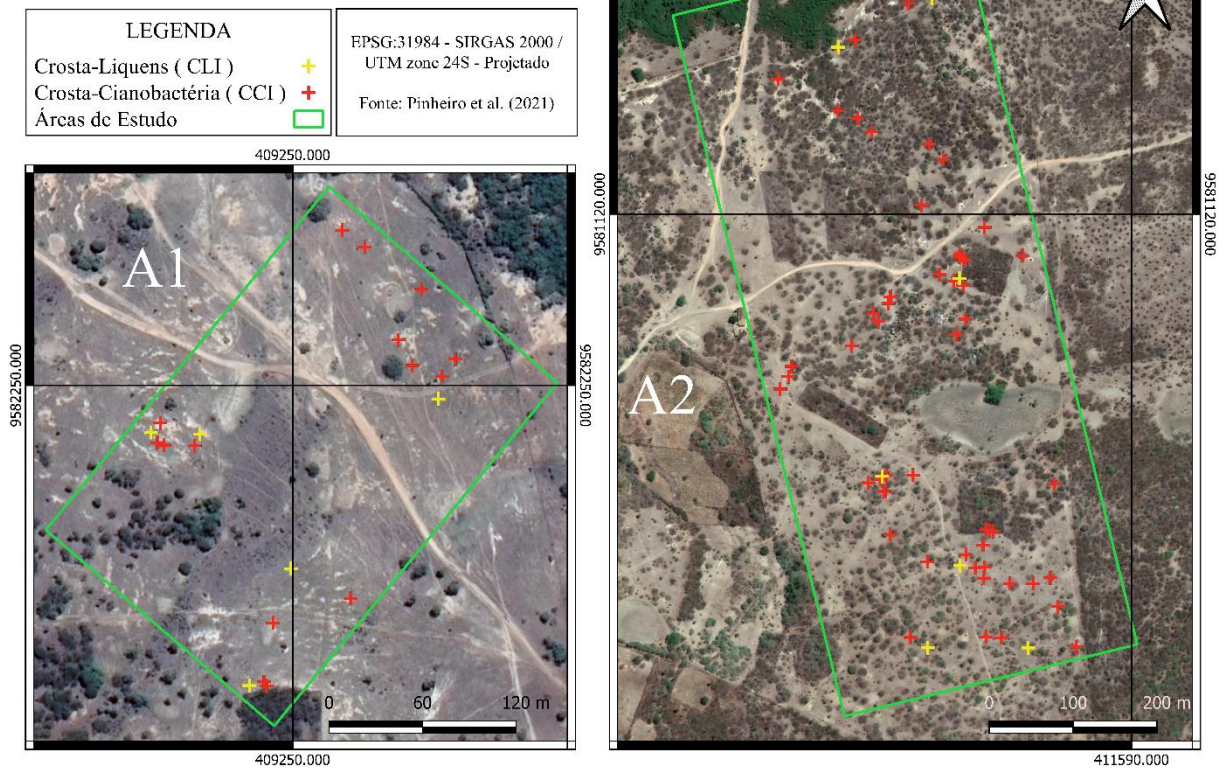 LEGENDA
Crosta-Liquens ( CLI )
Crosta-Cianobactéria ( CCI )
Áreas de Estudo
EPSG:31984 - SIRGAS 2000 /
UTM zone 24S - Projetado
Fonte: Pinheiro et al. (2021)
409250.000
9582250.000
A1
9582250.000
0 60 120 m
409250.000
9581120.000
A2
9581120.000
0 100 200 m
411590.000